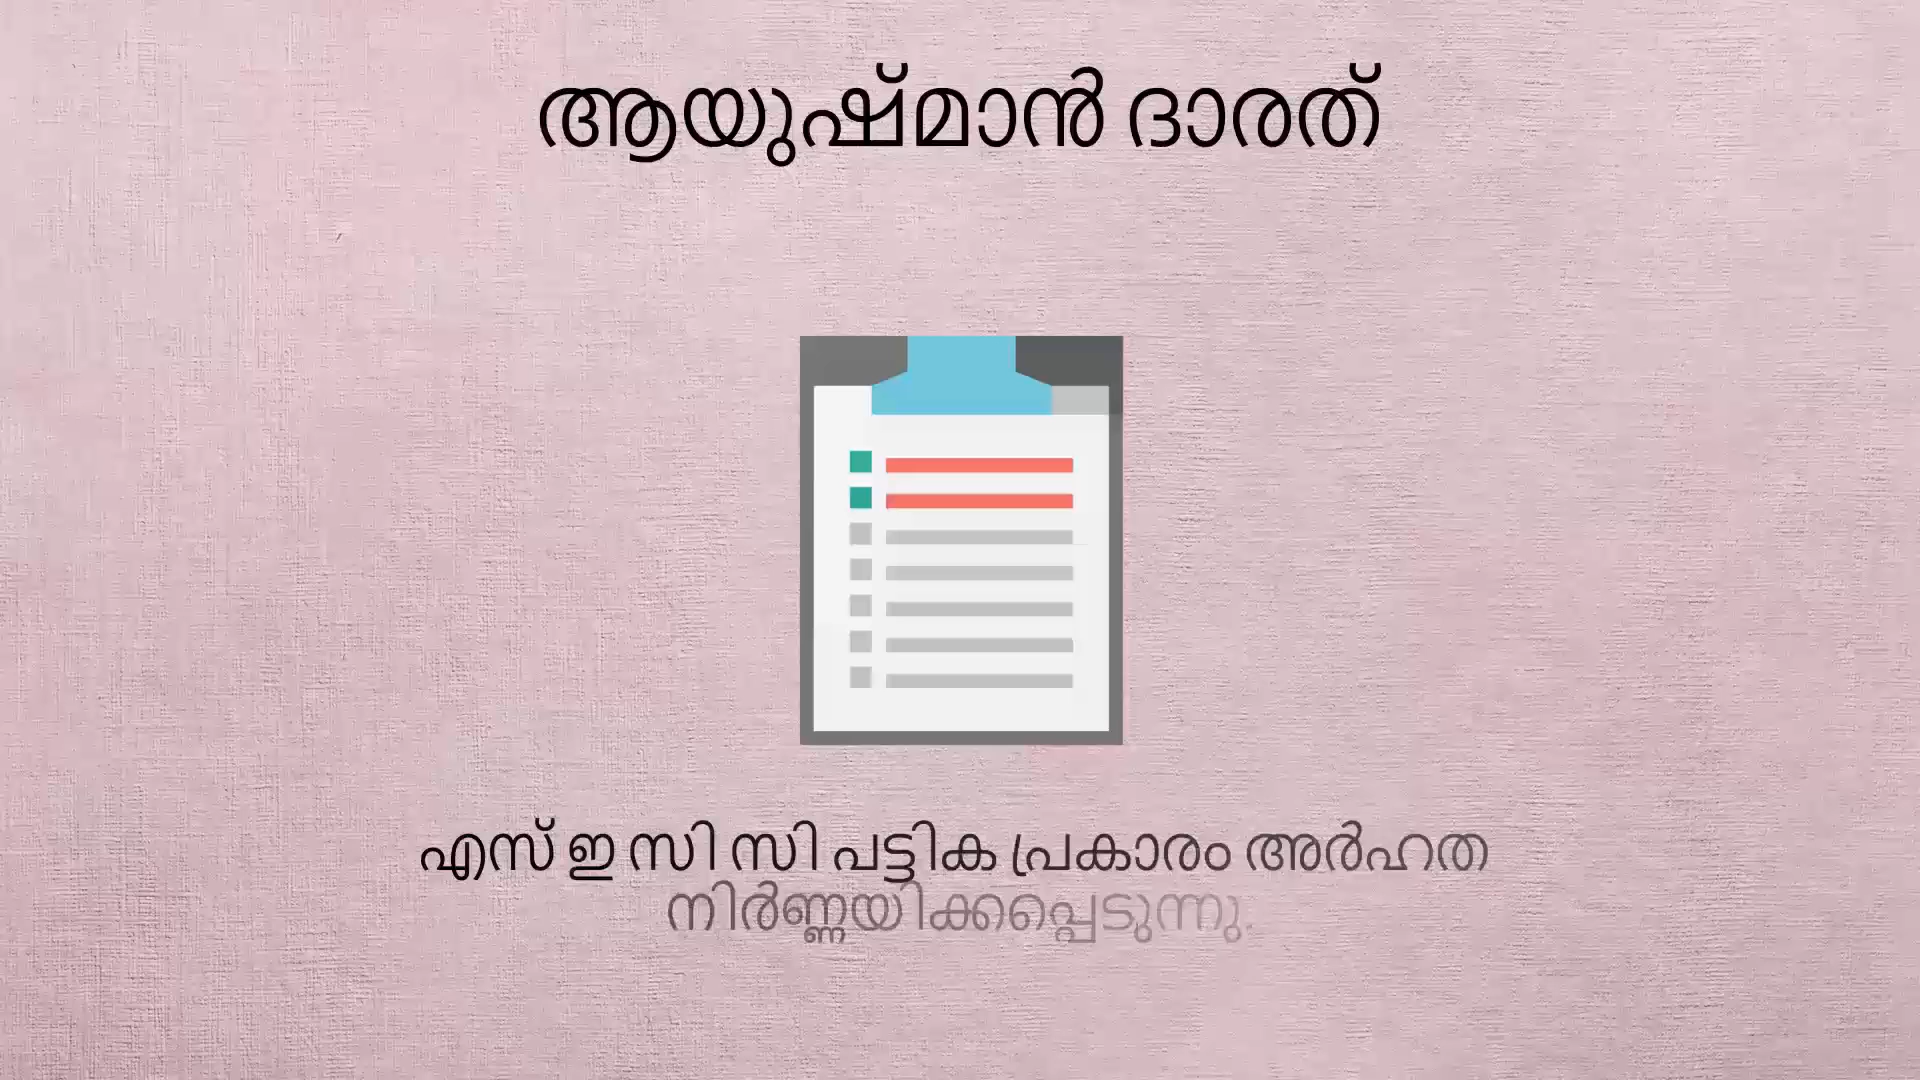 ആയുഷ്മാൻ ദാരത്
എസ് ഇ സി സി പട്ടിക പ്രകാരം അർഹത
നിർണ്ണയിക്കപ്പെടുന്നു.